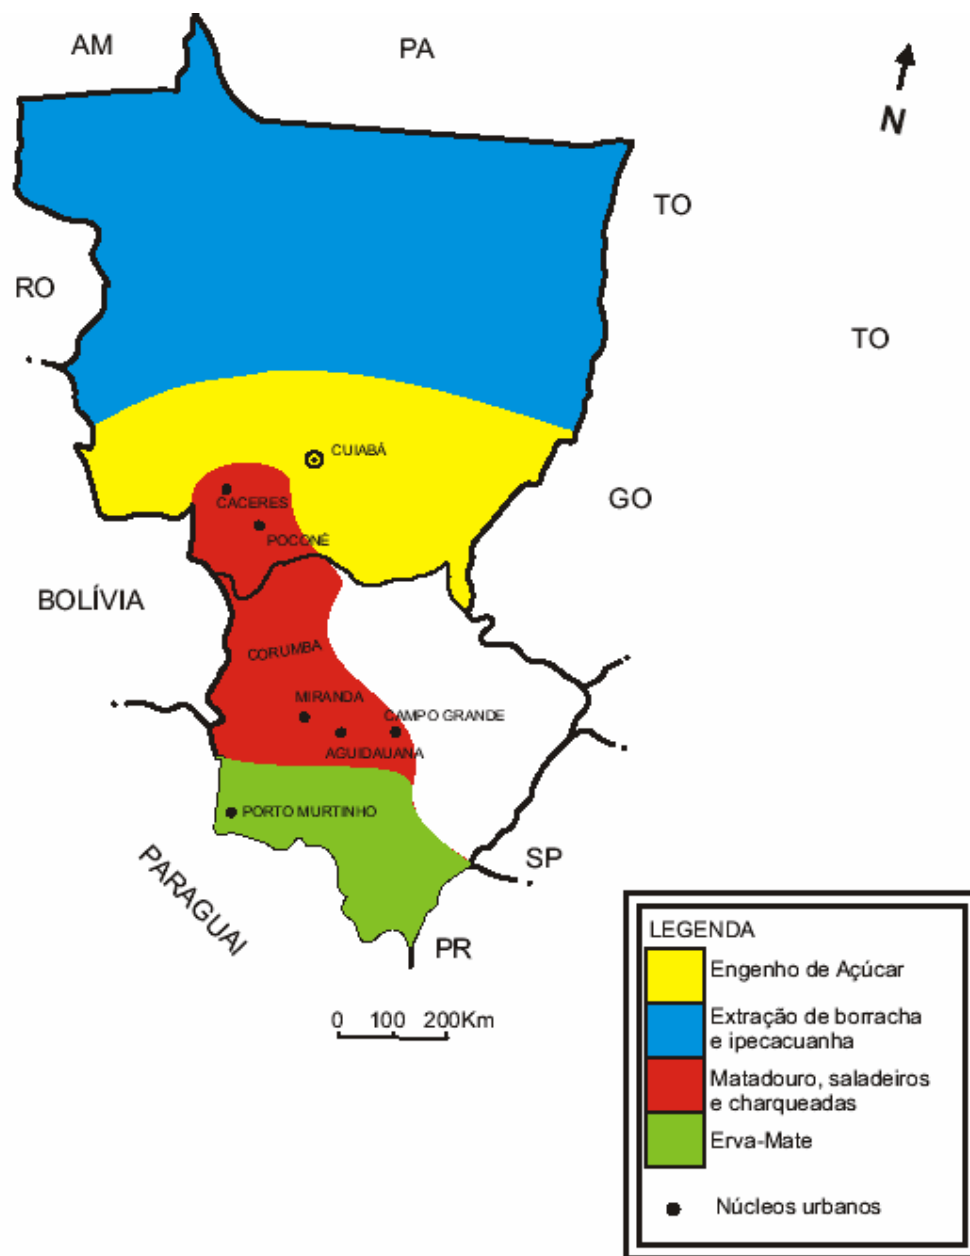 AM
PA
N
TO
RO
TO
CUIABÁ
CACERES
GO
POCONÉ
BOLÍVIA
CORUMBA
MIRANDA
CAMPO GRANDE
AGUIDAUANA
PORTO MURTINHO
PARAGUAI
SP
PR
0 100 200Km
LEGENDA
Engenho de Açúcar
Extração de borracha
e ipecacuanha
Matadouro, saladeiros
e charqueadas
Erva-Mate
Núcleos urbanos